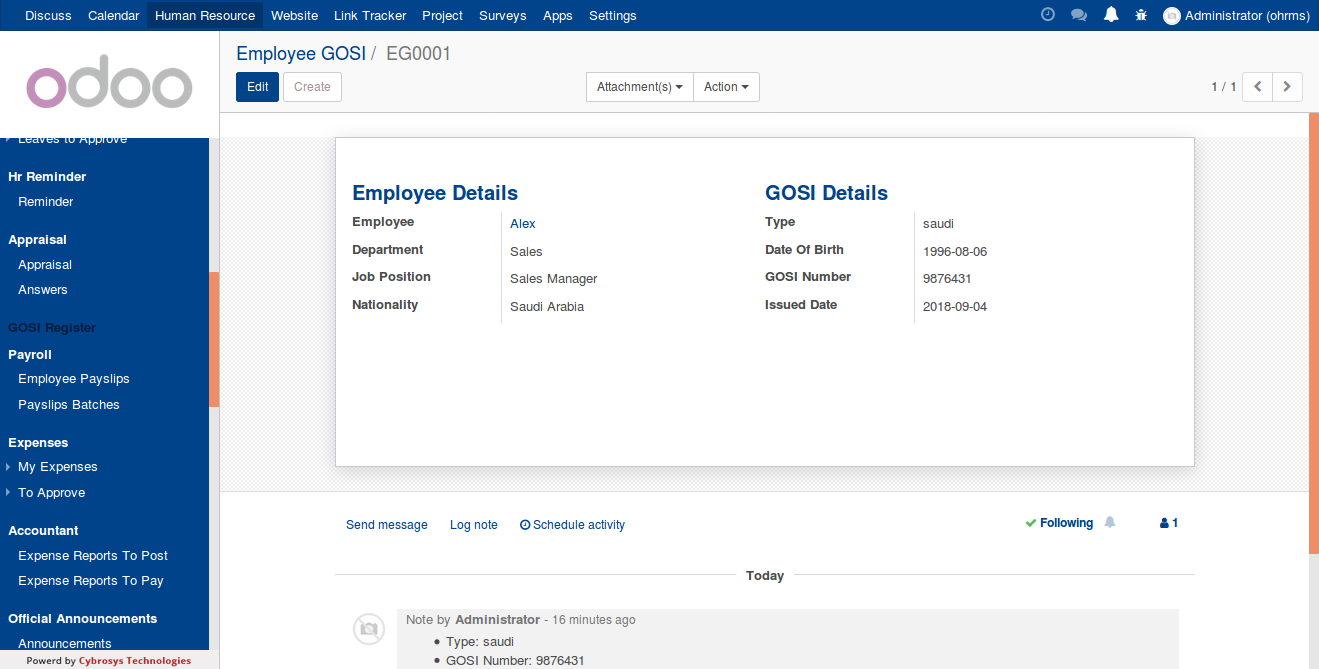 Discuss Calendar Human Resource Website Link Tracker Project Surveys Apps Settings Administrator (ohrms)
odoo
Employee GOSI / EG0001
Edit Create Attachment(s) Action 1 / 1
Leaves to Approve
Hr Reminder
Reminder
Appraisal
Appraisal
Answers
GOSI Register
Payroll
Employee Payslips
Payslips Batches
Expenses
My Expenses
To Approve
Accountant
Expense Reports To Post
Expense Reports To Pay
Official Announcements
Announcements
Powerd by Cybrosys Technologies
Employee Details
Employee Alex
Department Sales
Job Position Sales Manager
Nationality Saudi Arabia
GOSI Details
Type saudi
Date Of Birth 1996-08-06
GOSI Number 9876431
Issued Date 2018-09-04
Send message Log note Schedule activity Following 1
Today
Note by Administrator - 16 minutes ago
Type: saudi
GOSI Number: 9876431